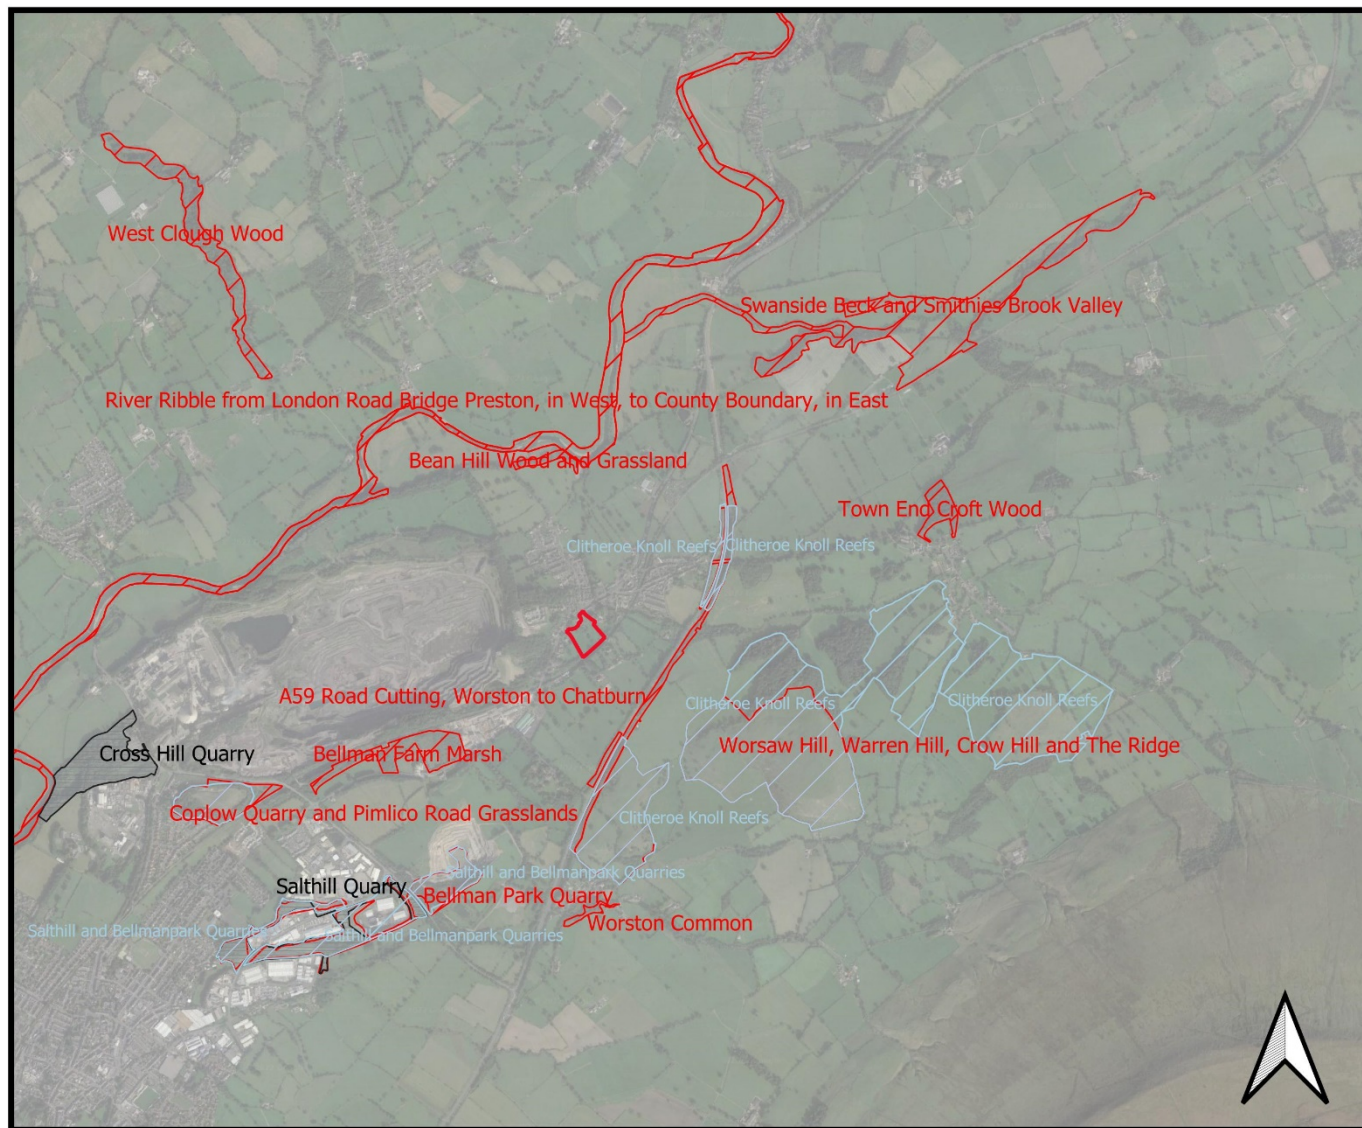 West Clough Wood
Swanside Beck and Smithies Brook Valley
River Ribble from London Road Bridge Preston, in West, to County Boundary, in East
Bean Hill Wood and Grassland
Town End Croft Wood
Clitheroe Knoll Reefs
Clitheroe Knoll Reefs
A59 Road Cutting, Worston to Chatburn
Clitheroe Knoll Reefs
Clitheroe Knoll Reefs
Worsaw Hill, Warren Hill, Crow Hill and The Ridge
Cross Hill Quarry
Bellman Farm Marsh
Coplow Quarry and Pimlico Road Grasslands
Clitheroe Knoll Reefs
Salthill and Bellmanpark Quarries
Salthill Quarry
Bellman Park Quarry
Worston Common
Salthill and Bellmanpark Quarries
Salthill and Bellmanpark Quarries